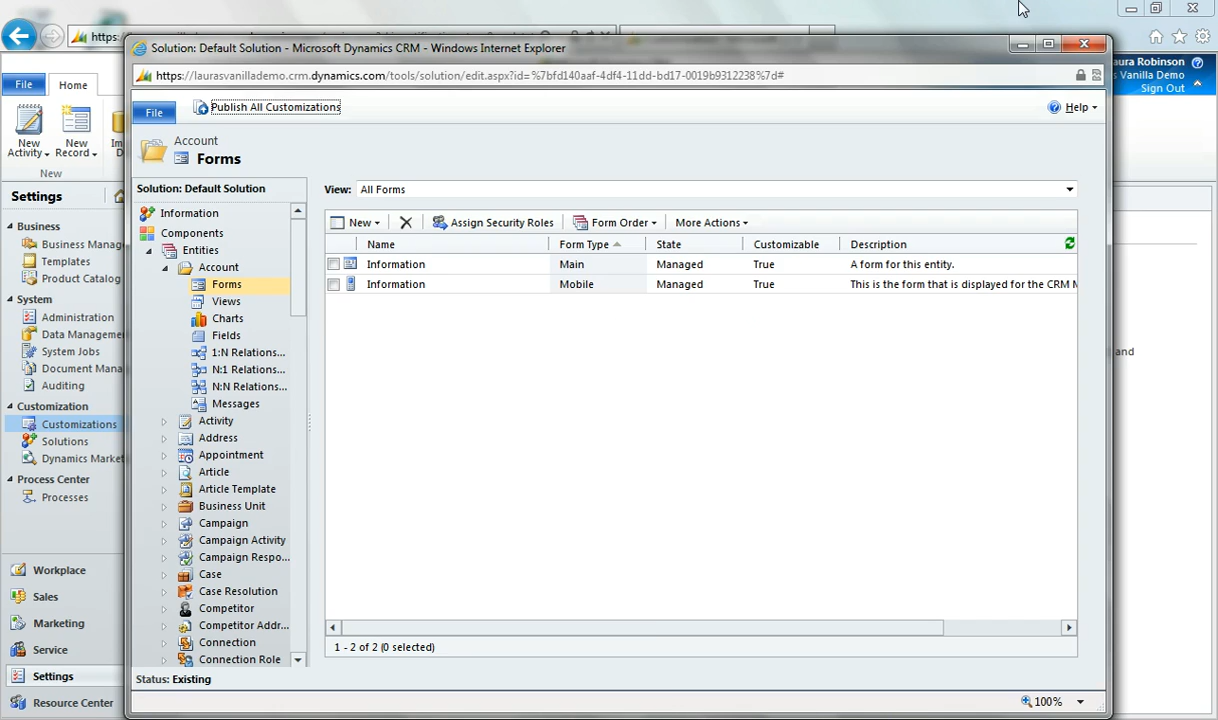 https:
Solution: Default Solution - Microsoft Dynamics CRM - Windows Internet Explorer
https://laurasvanillademo.crm.dynamics.com/tools/solution/edit.aspx?id=%7bfd140aaf-4df4-11dd-bd17-0019b9312238%7d#
aura Robinson
s Vanilla Demo
Sign Out
File
Home
New
Activity
New
Record
Im
D
New
File
Publish All Customizations
Help
Account
Forms
Settings
Business
Business Manag
Templates
Product Catalog
System
Administration
Data Manageme
System Jobs
Document Mana
Auditing
Customization
Customizations
Solutions
Dynamics Market
Process Center
Processes
Workplace
Sales
Marketing
Service
Settings
Resource Center
Solution: Default Solution
Information
Components
Entities
Account
Forms
Views
Charts
Fields
1:N Relations...
N:1 Relations...
N:N Relations...
Messages
Activity
Address
Appointment
Article
Article Template
Business Unit
Campaign
Campaign Activity
Campaign Respo...
Case
Case Resolution
Competitor
Competitor Addr...
Connection
Connection Role
View: All Forms
New
Assign Security Roles
Form Order
More Actions
Name Form Type State Customizable Description
Information Main Managed True A form for this entity.
Information Mobile Managed True This is the form that is displayed for the CRM M
and
1 - 2 of 2 (0 selected)
Status: Existing
100%